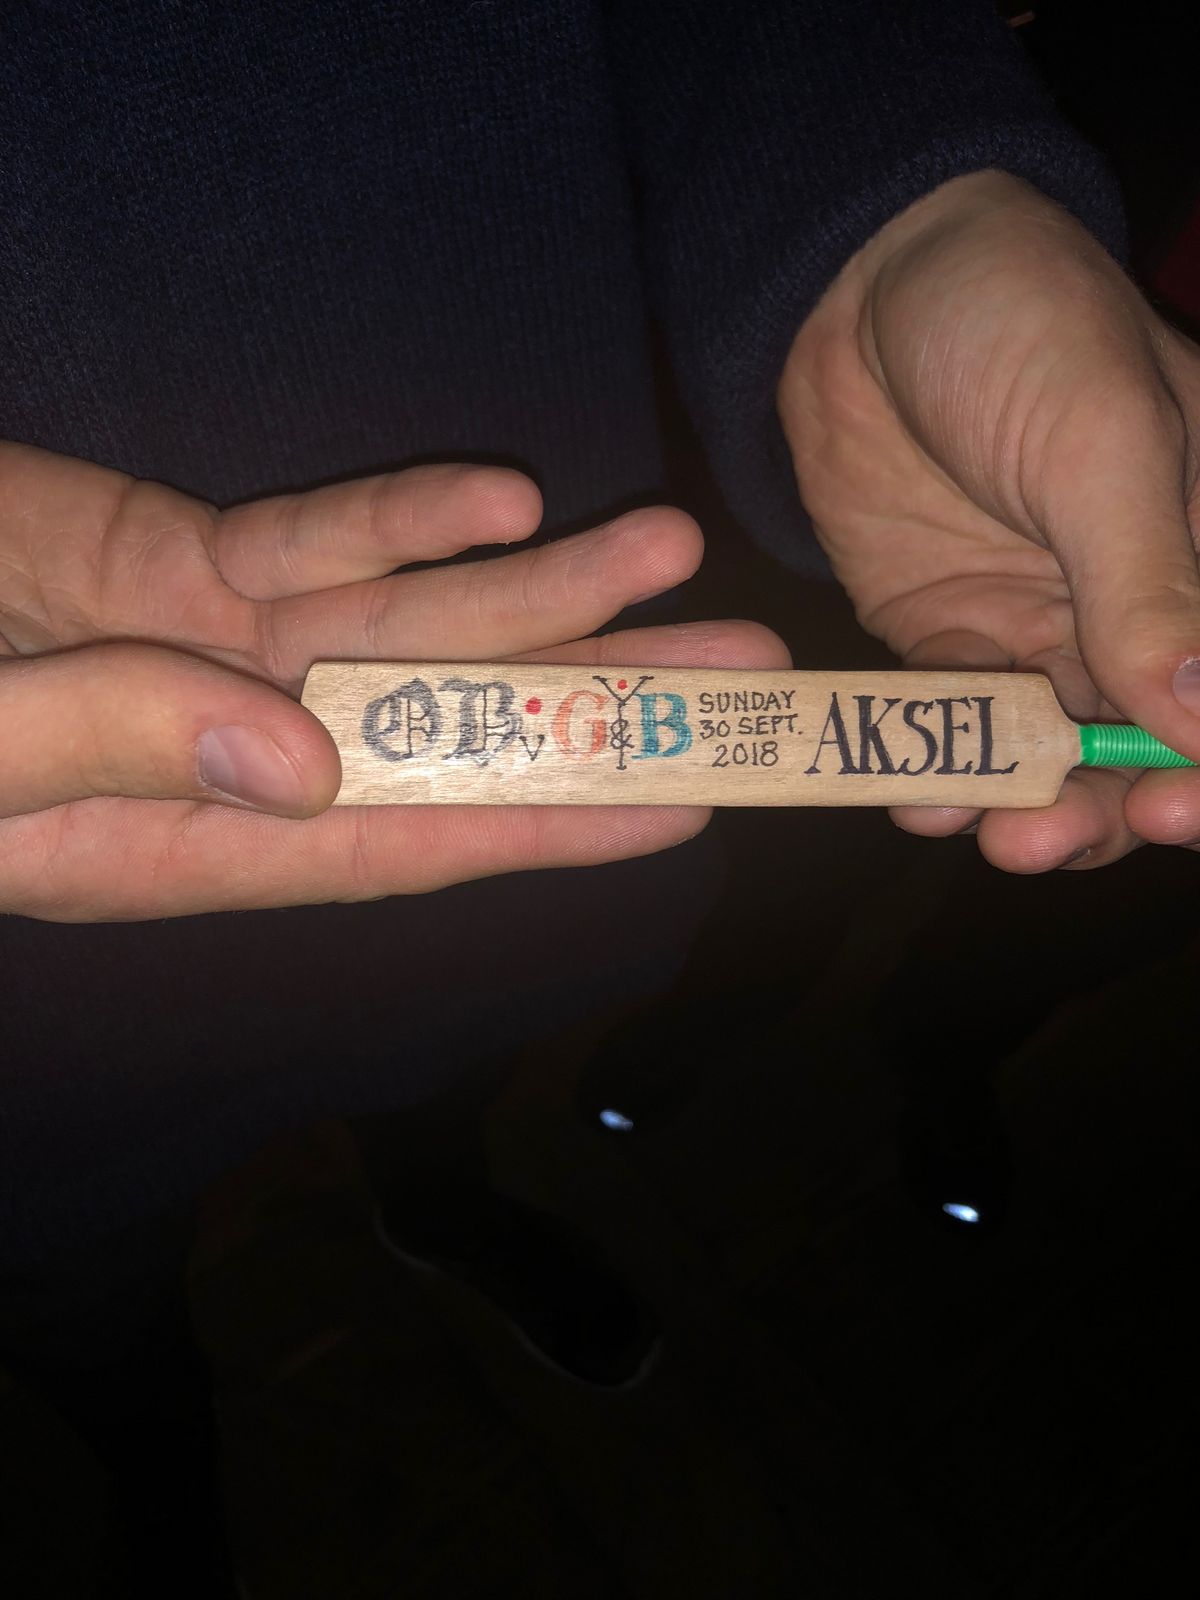 OB v G&B
SUNDAY
30 SEPT.
2018
AKSEL